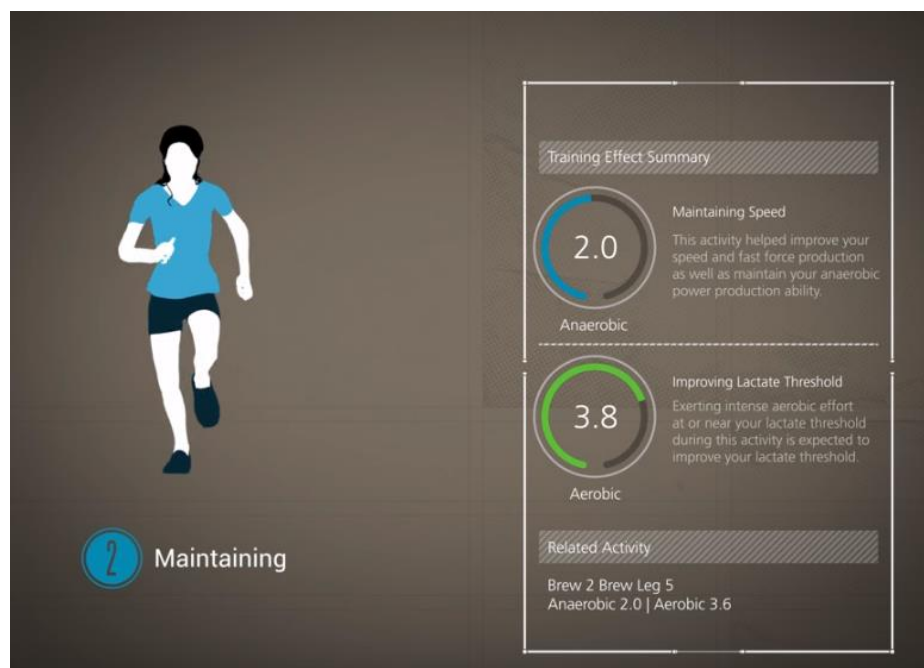 Training Effect Summary
2.0
Anaerobic
Maintaining Speed
This activity helped improve your
speed and fast force production
as well as maintain your anaerobic
power production ability.
3.8
Aerobic
Improving Lactate Threshold
Exerting intense aerobic effort
at or near your lactate threshold
during this activity is expected to
improve your lactate threshold.
Related Activity
Brew 2 Brew Leg 5
Anaerobic 2.0 | Aerobic 3.6
2 Maintaining